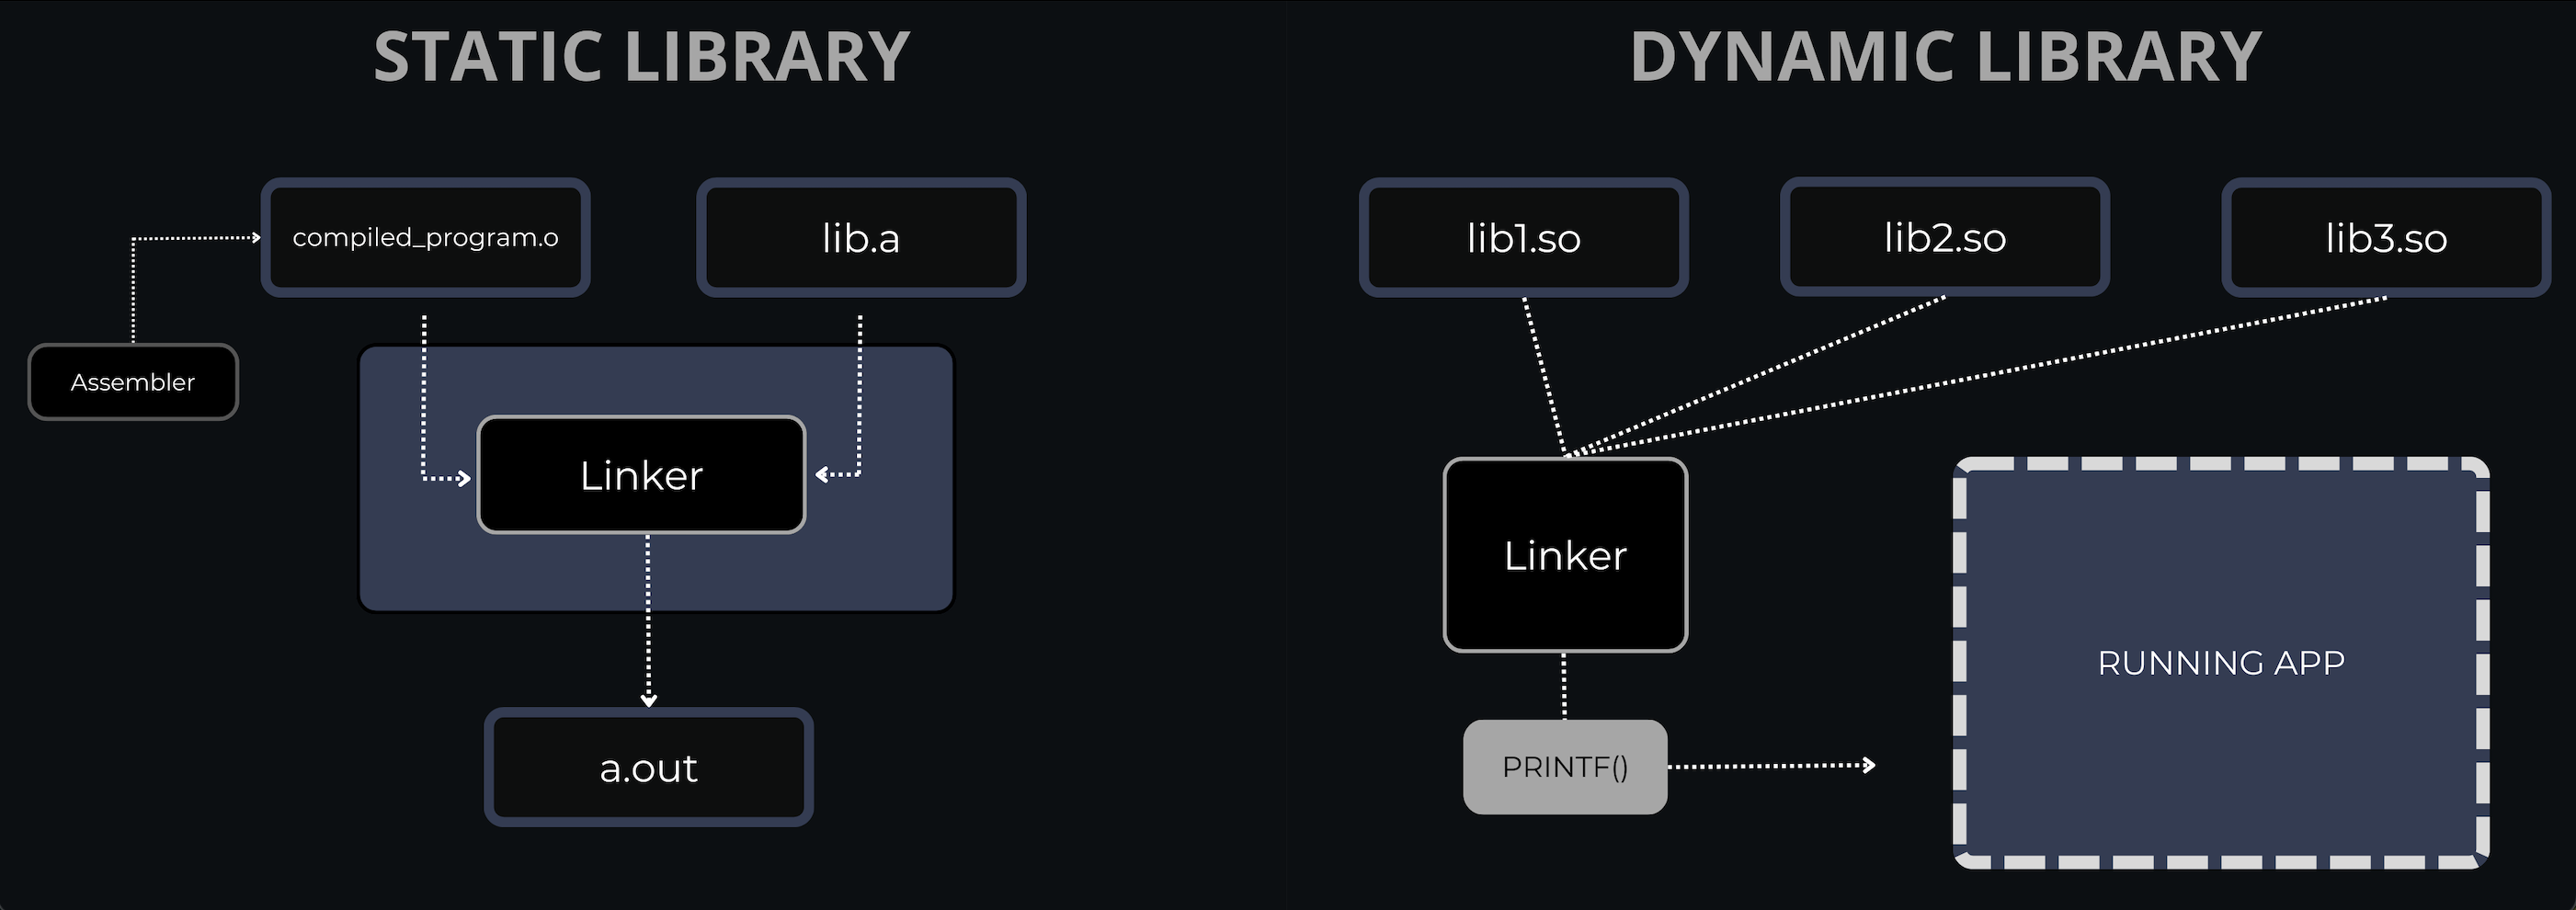 STATIC LIBRARY
compiled_program.o
lib.a
Assembler
Linker
a.out
DYNAMIC LIBRARY
lib1.so
lib2.so
lib3.so
Linker
PRINTF()
RUNNING APP